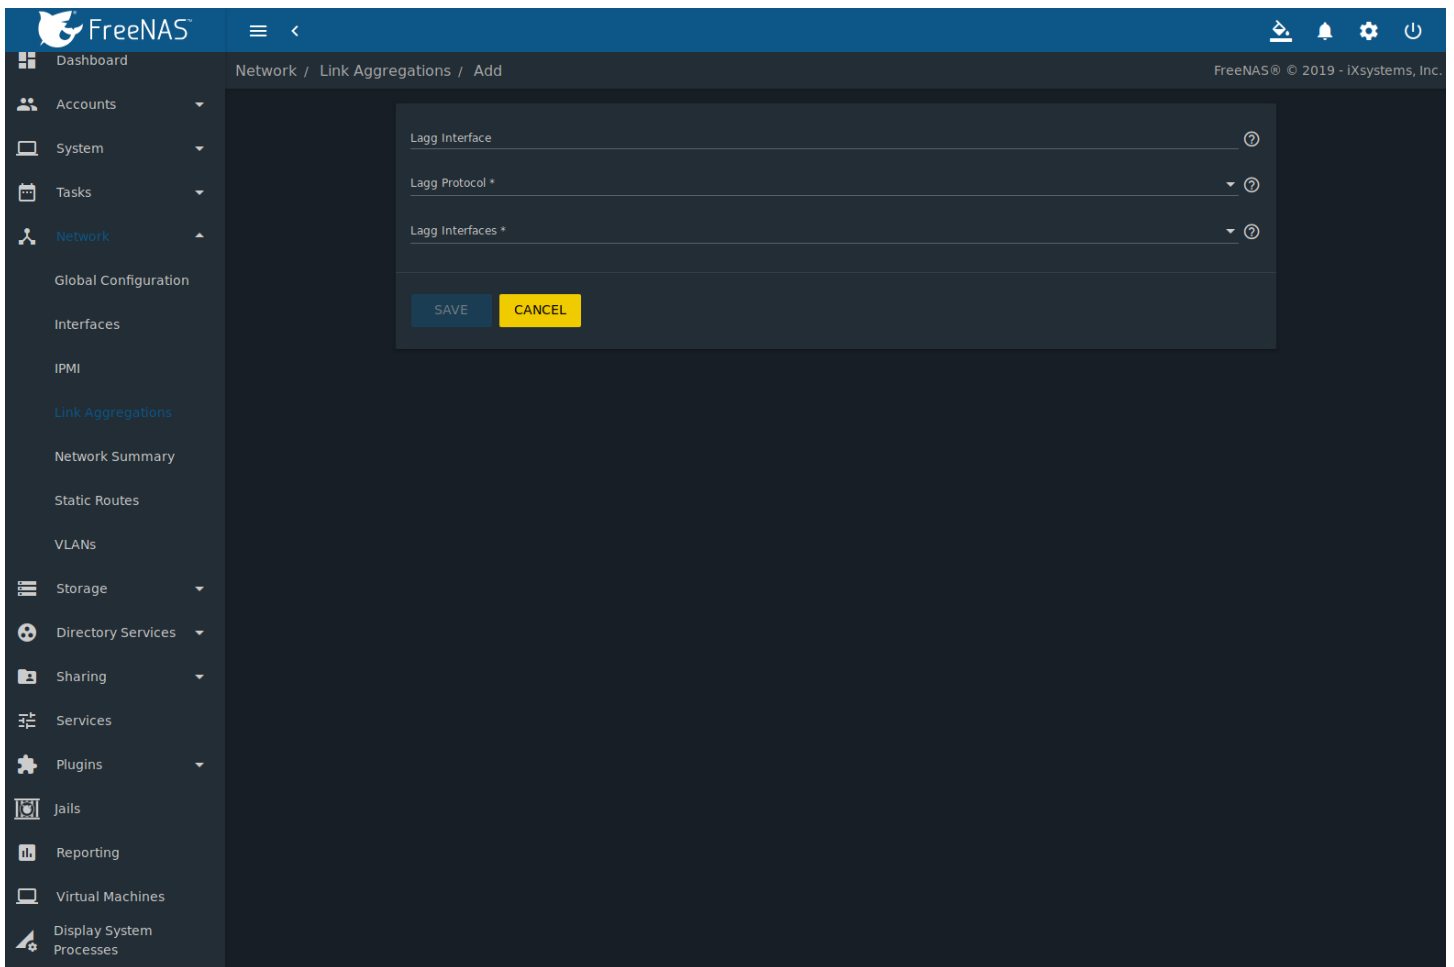 FreeNAS™
Dashboard
Network / Link Aggregations / Add
FreeNAS® © 2019 - iXsystems, Inc.
Accounts
System
Tasks
Network
Global Configuration
Interfaces
IPMI
Link Aggregations
Network Summary
Static Routes
VLANs
Storage
Directory Services
Sharing
Services
Plugins
Jails
Reporting
Virtual Machines
Display System
Processes
Lagg Interface
Lagg Protocol *
Lagg Interfaces *
SAVE
CANCEL